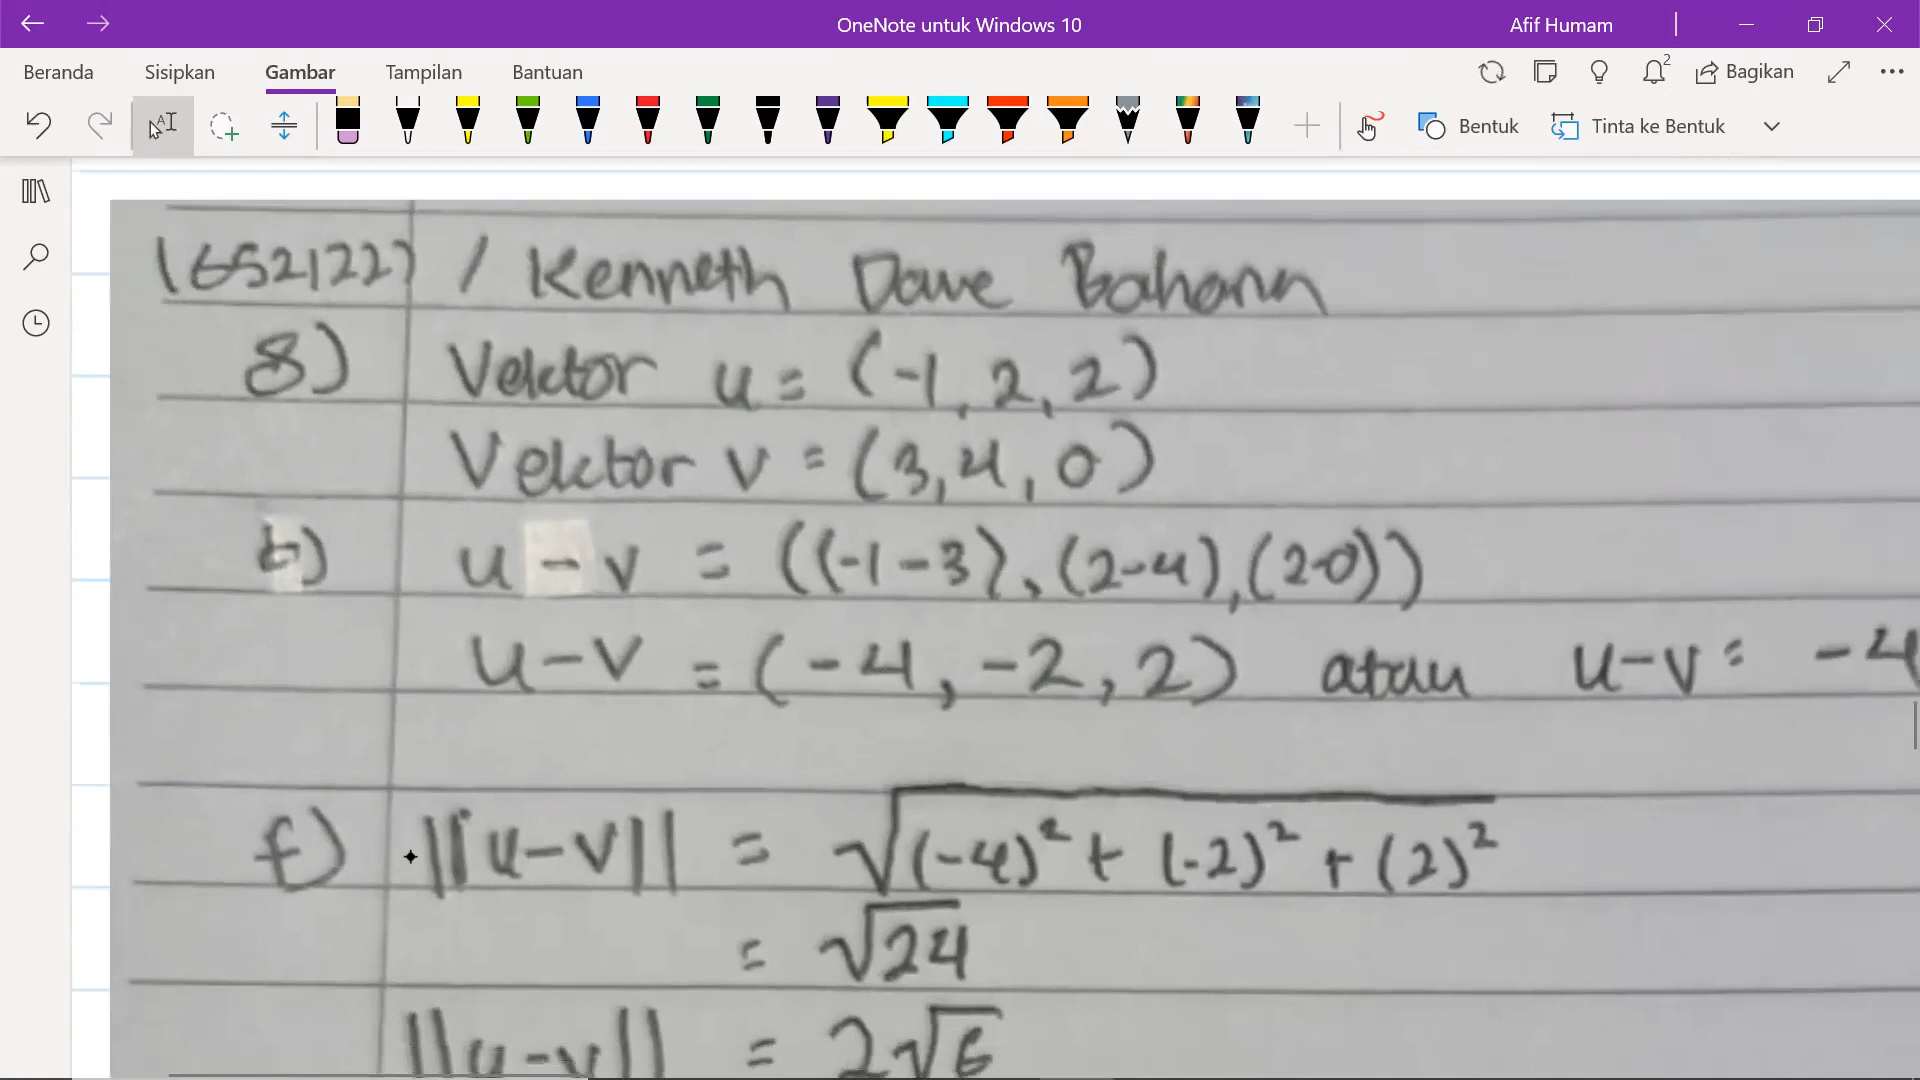 OneNote untuk Windows 10
Afif Humam
Beranda Sisipkan Gambar Tampilan Bantuan
2 Bagikan
Bentuk Tinta ke Bentuk
16521227 / Kenneth Dave Bahana
8) Vektor u = (-1, 2, 2)
Vektor v = (3, 4, 0)
b) u - v = ((-1-3), (2-4), (2-0))
u-v = (-4, -2, 2) atau u-v = -4
f) ||u-v|| = √(-4)² + (-2)² + (2)²
= √24
||u-v|| = 2√6